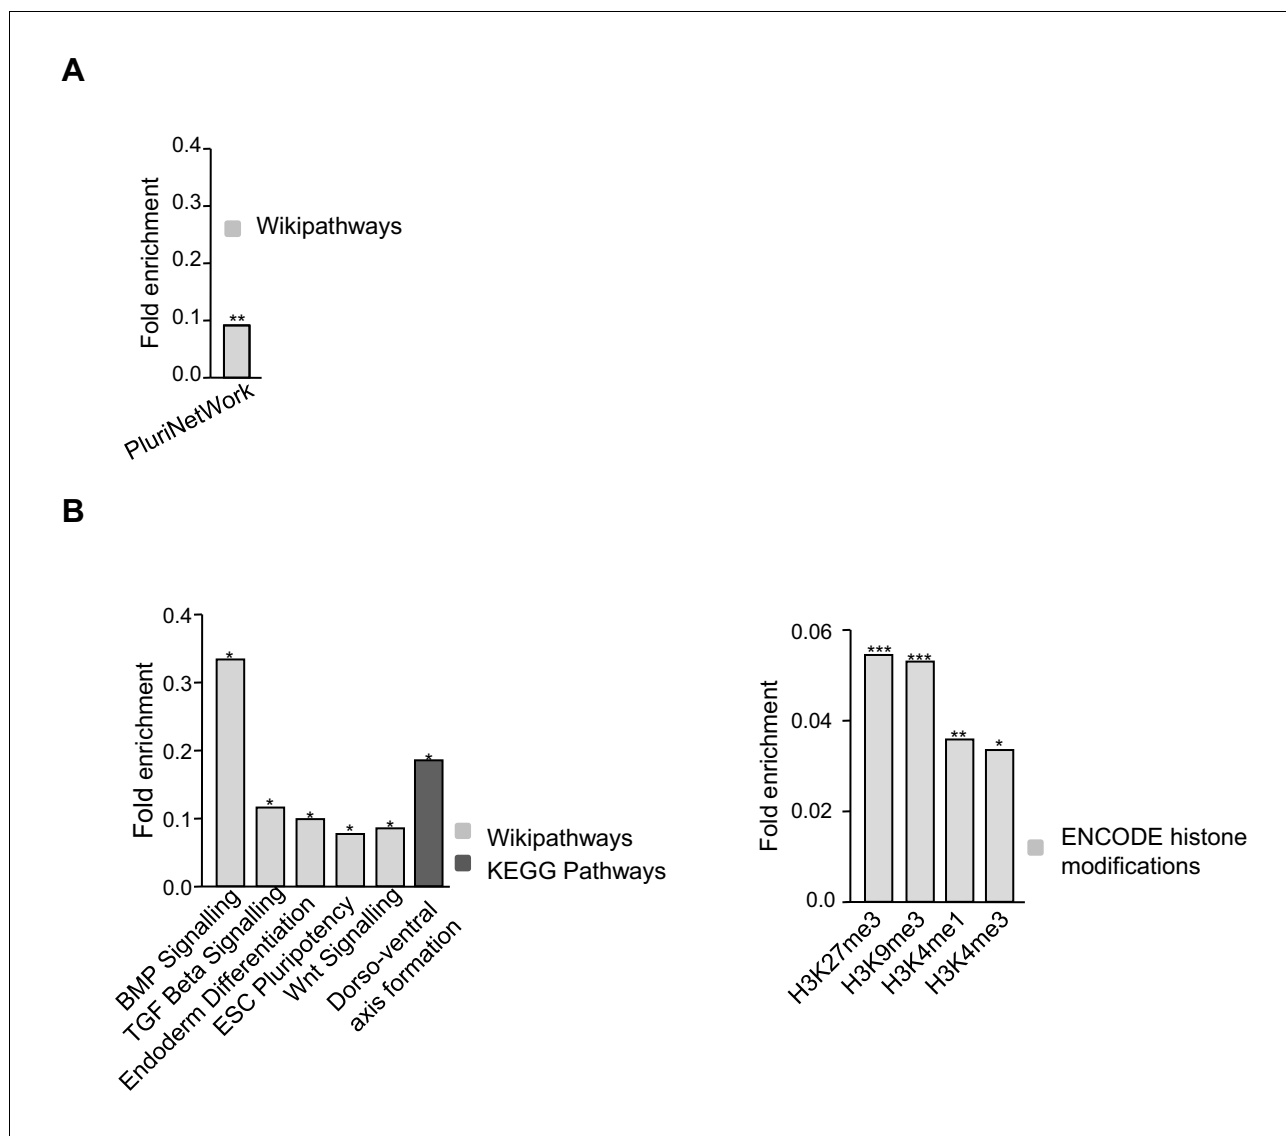 A
0.4
0.3
0.2
0.1
0.0
Fold enrichment
Wikipathways
**
PluriNetWork
B
0.4
0.3
0.2
0.1
0.0
Fold enrichment
*
*
*
*
*
*
BMP Signalling
TGF Beta Signalling
Endoderm Differentiation
ESC Pluripotency
Wnt Signalling
Dorso-ventral
axis formation
Wikipathways
KEGG Pathways
0.06
0.04
0.02
0.0
Fold enrichment
***
***
**
*
H3K27me3
H3K9me3
H3K4me1
H3K4me3
ENCODE histone
modifications